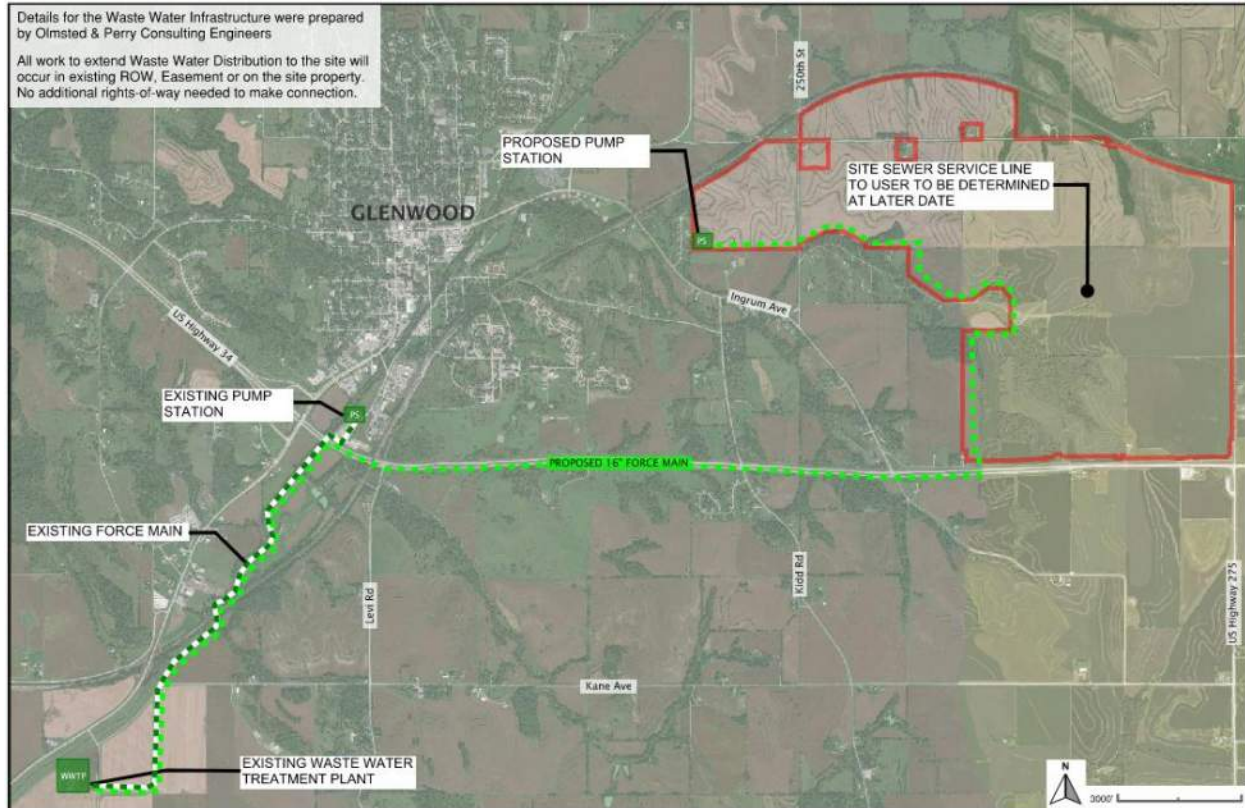 Details for the Waste Water Infrastructure were prepared
by Olmsted & Perry Consulting Engineers
All work to extend Waste Water Distribution to the site will
occur in existing ROW, Easement or on the site property.
No additional rights-of-way needed to make connection.
250th St
PROPOSED PUMP
STATION
SITE SEWER SERVICE LINE
TO USER TO BE DETERMINED
AT LATER DATE
GLENWOOD
PS
Ingrum Ave
US Highway 34
EXISTING PUMP
STATION
PS
PROPOSED 16" FORCE MAIN
EXISTING FORCE MAIN
Levi Rd
Kidd Rd
US Highway 275
Kane Ave
EXISTING WASTE WATER
TREATMENT PLANT
WWTP
N
3000'